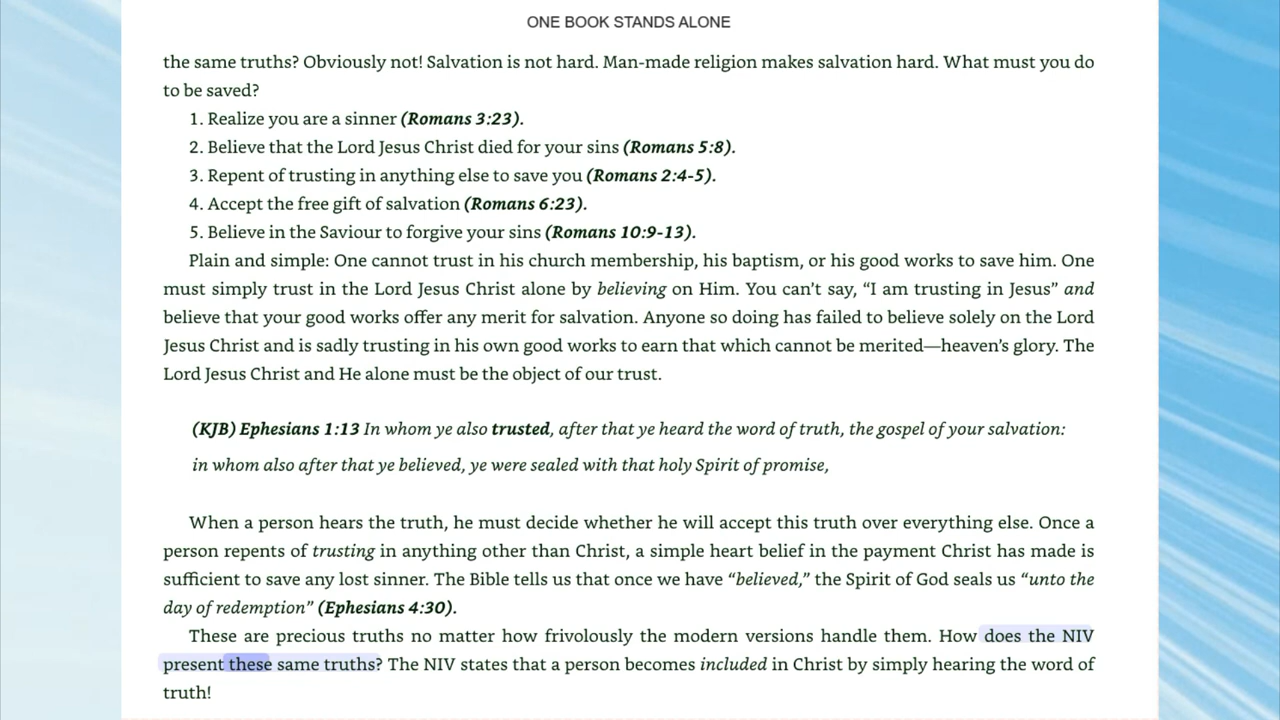 ONE BOOK STANDS ALONE
the same truths? Obviously not! Salvation is not hard. Man-made religion makes salvation hard. What must you do
to be saved?
1. Realize you are a sinner (Romans 3:23).
2. Believe that the Lord Jesus Christ died for your sins (Romans 5:8).
3. Repent of trusting in anything else to save you (Romans 2:4-5).
4. Accept the free gift of salvation (Romans 6:23).
5. Believe in the Saviour to forgive your sins (Romans 10:9-13).
Plain and simple: One cannot trust in his church membership, his baptism, or his good works to save him. One
must simply trust in the Lord Jesus Christ alone by believing on Him. You can’t say, “I am trusting in Jesus” and
believe that your good works offer any merit for salvation. Anyone so doing has failed to believe solely on the Lord
Jesus Christ and is sadly trusting in his own good works to earn that which cannot be merited—heaven’s glory. The
Lord Jesus Christ and He alone must be the object of our trust.
(KJB) Ephesians 1:13 In whom ye also trusted, after that ye heard the word of truth, the gospel of your salvation:
in whom also after that ye believed, ye were sealed with that holy Spirit of promise,
When a person hears the truth, he must decide whether he will accept this truth over everything else. Once a
person repents of trusting in anything other than Christ, a simple heart belief in the payment Christ has made is
sufficient to save any lost sinner. The Bible tells us that once we have “believed,” the Spirit of God seals us “unto the
day of redemption” (Ephesians 4:30).
These are precious truths no matter how frivolously the modern versions handle them. How does the NIV
present these same truths? The NIV states that a person becomes included in Christ by simply hearing the word of
truth!